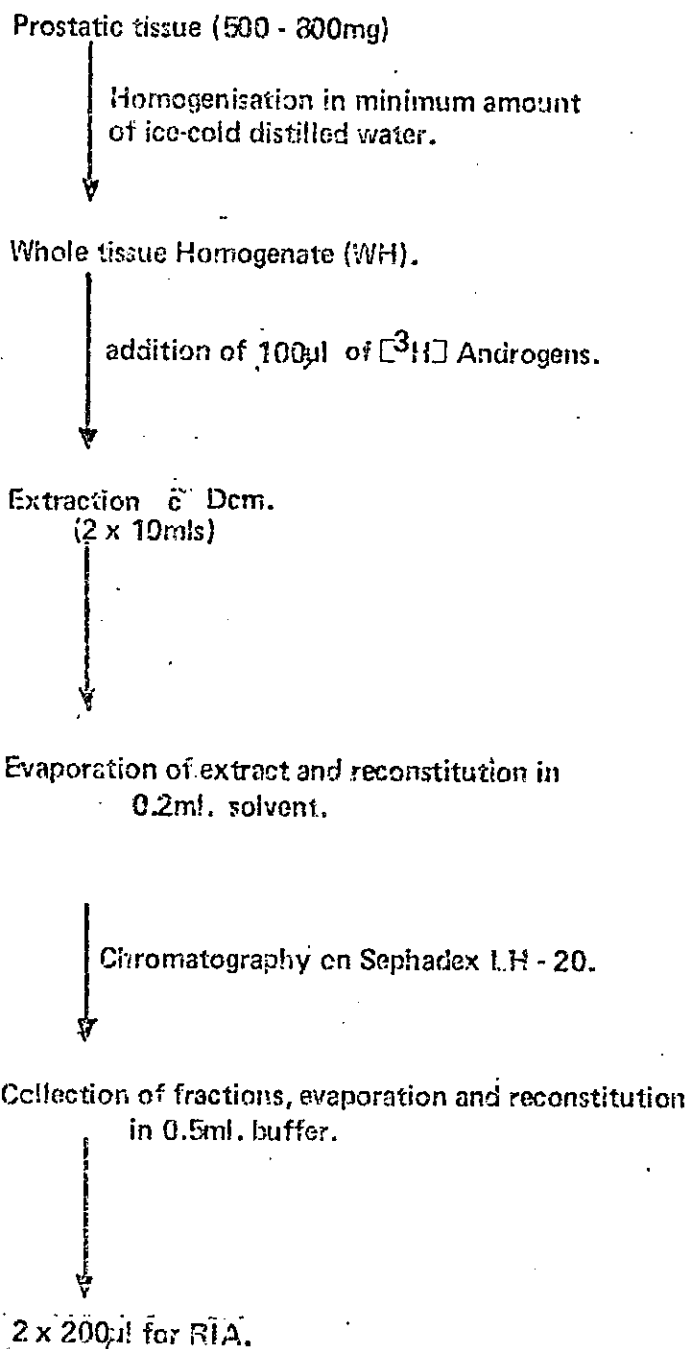 Prostatic tissue (500 - 800mg)
Homogenisation in minimum amount
of ice-cold distilled water.
Whole tissue Homogenate (WH).
addition of 100µl of [³H] Androgens.
Extraction c̄ Dcm.
(2 x 10mls)
Evaporation of extract and reconstitution in
0.2ml. solvent.
Chromatography on Sephadex LH - 20.
Collection of fractions, evaporation and reconstitution
in 0.5ml. buffer.
2 x 200µl for RIA.